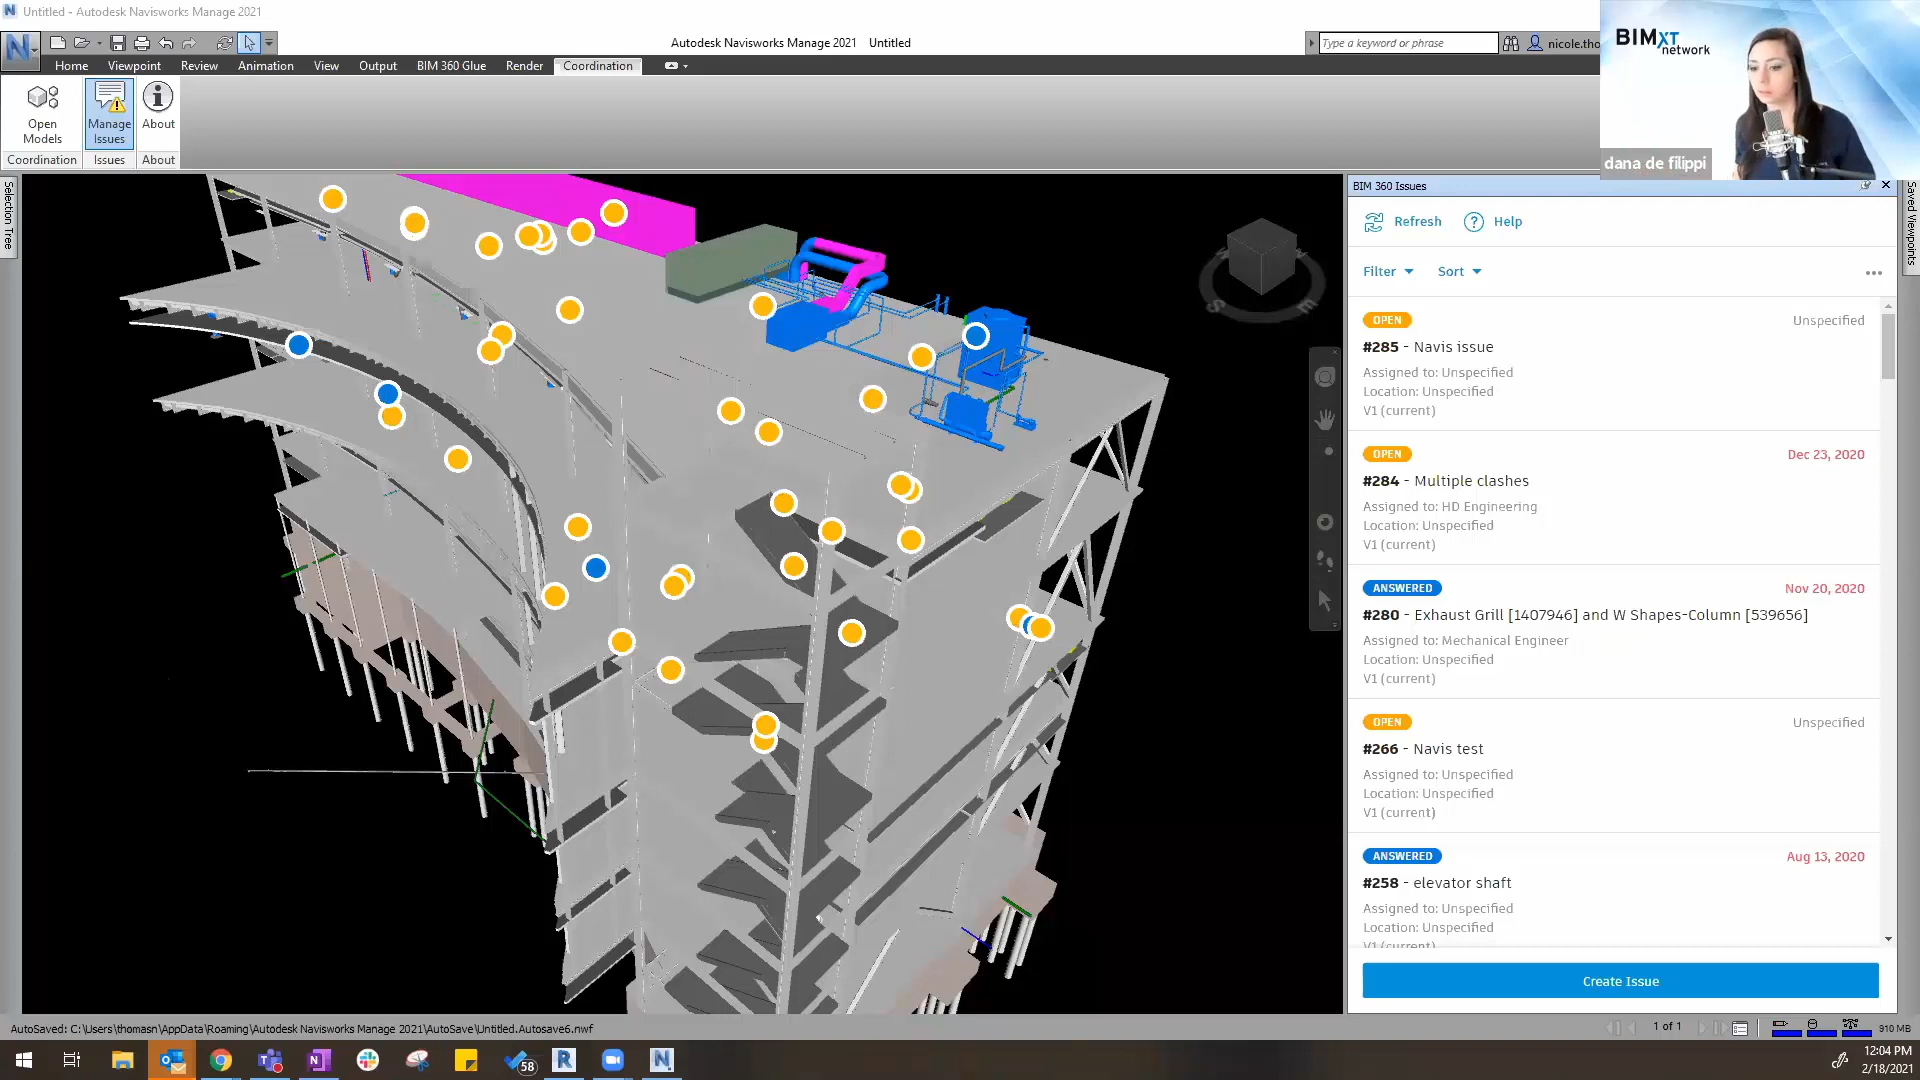 Untitled - Autodesk Navisworks Manage 2021
Autodesk Navisworks Manage 2021 Untitled
Type a keyword or phrase
nicole.tho
BIMXT
network
Home Viewpoint Review Animation View Output BIM 360 Glue Render Coordination
Open
Models
Manage
Issues
About
Coordination Issues About
dana de filippi
Selection Tree
Saved Viewpoints
BIM 360 Issues
Refresh
Help
Filter
Sort
OPEN Unspecified
#285 - Navis issue
Assigned to: Unspecified
Location: Unspecified
V1 (current)
OPEN Dec 23, 2020
#284 - Multiple clashes
Assigned to: HD Engineering
Location: Unspecified
V1 (current)
ANSWERED Nov 20, 2020
#280 - Exhaust Grill [1407946] and W Shapes-Column [539656]
Assigned to: Mechanical Engineer
Location: Unspecified
V1 (current)
OPEN Unspecified
#266 - Navis test
Assigned to: Unspecified
Location: Unspecified
V1 (current)
ANSWERED Aug 13, 2020
#258 - elevator shaft
Assigned to: Unspecified
Location: Unspecified
V1 (current)
Create Issue
S
E
AutoSaved: C:\Users\thomasn\AppData\Roaming\Autodesk Navisworks Manage 2021\AutoSave\Untitled.Autosave6.nwf
1 of 1
910 MB
58
12:04 PM
2/18/2021